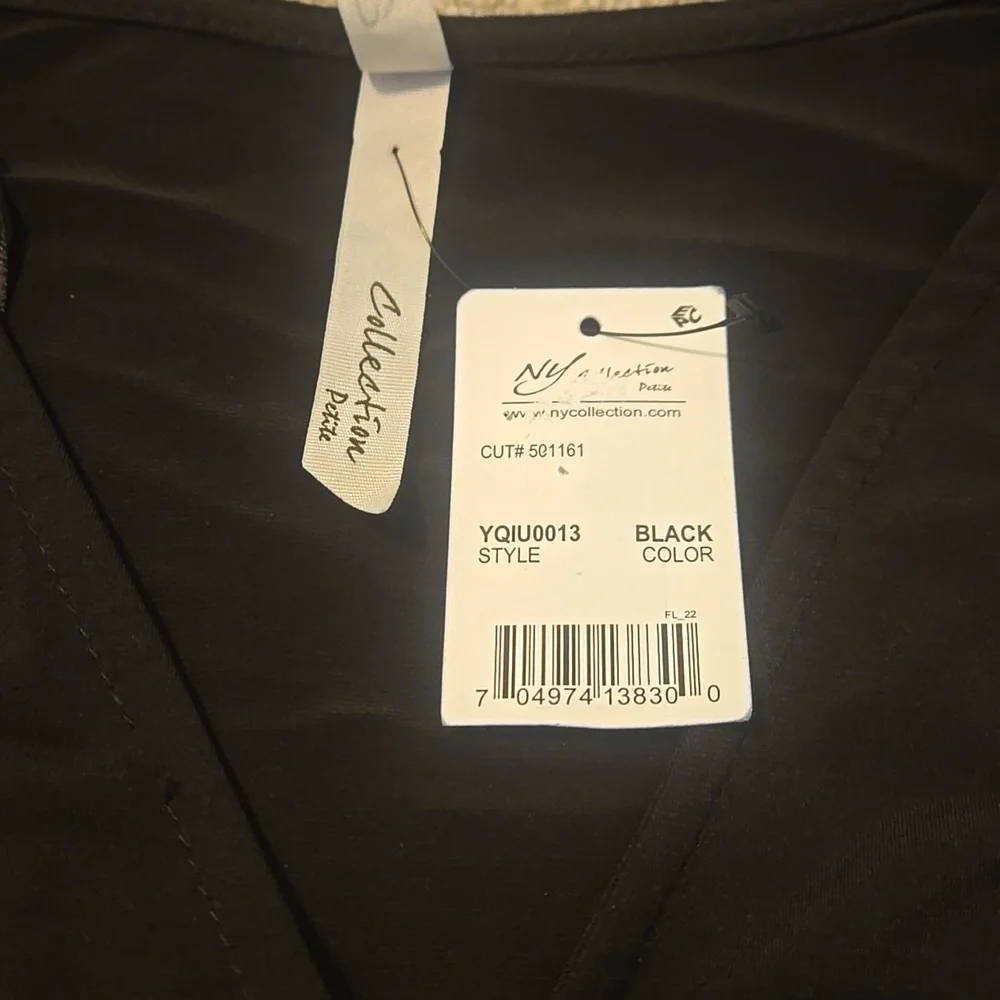 Collection
Petite
NY Collection
Petite
www.nycollection.com
CUT# 501161
YQIU0013 BLACK
STYLE COLOR
FL_22
7 04974 13830 0